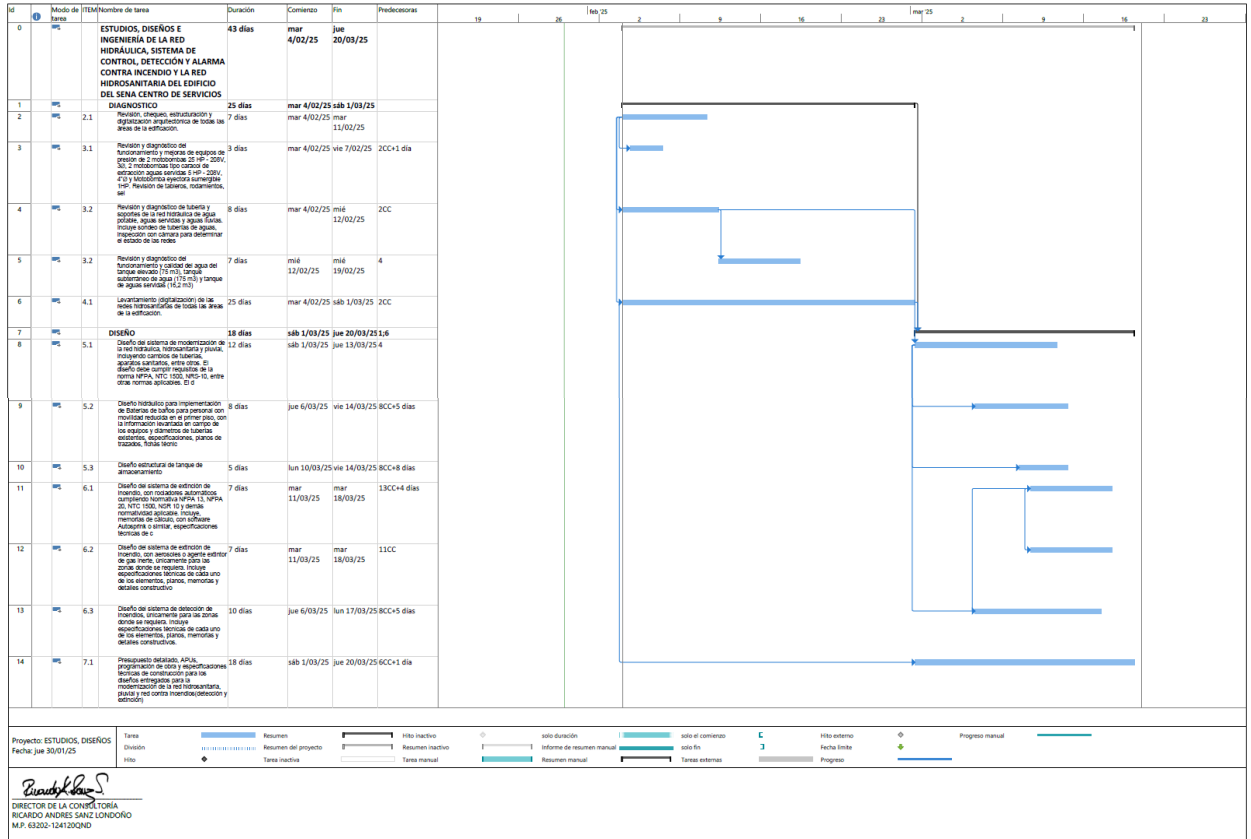 Id Modo de tarea ITEM Nombre de tarea Duración Comienzo Fin Predecesoras
feb '25 mar '25
19 26 2 9 16 23 2 9 16 23
0 ESTUDIOS, DISEÑOS E 43 días mar jue
INGENIERÍA DE LA RED 4/02/25 20/03/25
HIDRÁULICA, SISTEMA DE
CONTROL, DETECCIÓN Y ALARMA
CONTRA INCENDIO Y LA RED
HIDROSANITARIA DEL EDIFICIO
DEL SENA CENTRO DE SERVICIOS
1 DIAGNOSTICO 25 días mar 4/02/25 sáb 1/03/25
2 2.1 Revisión, chequeo, estructuración y 7 días mar 4/02/25 mar
digitalización arquitectónica de todas las 11/02/25
áreas de la edificación.
3 3.1 Revisión y diagnóstico del 3 días mar 4/02/25 vie 7/02/25 2CC+1 día
funcionamiento y mejoras de equipos de
presión de 2 motobombas 25 HP - 208V,
3Ø, 2 motobombas tipo caracol de
extracción aguas servidas 5 HP - 208V,
4"Ø y Motobomba eyectora sumergible
1HP. Revisión de tableros, rodamientos,
sel
4 3.2 Revisión y diagnóstico de tubería y 8 días mar 4/02/25 mié 2CC
soportes de la red hidráulica de agua 12/02/25
potable, aguas servidas y aguas lluvias.
Incluye sondeo de tuberías de aguas,
Inspección con cámara para determinar
el estado de las redes
5 3.2 Revisión y diagnóstico del 7 días mié mié 4
funcionamiento y calidad del agua del 12/02/25 19/02/25
tanque elevado (75 m3), tanque
subterráneo de agua (175 m3) y tanque
de aguas servidas (16,2 m3)
6 4.1 Levantamiento (digitalización) de las 25 días mar 4/02/25 sáb 1/03/25 2CC
redes hidrosanitarias de todas las áreas
de la edificación.
7 DISEÑO 18 días sáb 1/03/25 jue 20/03/25 1;6
8 5.1 Diseño del sistema de modernización de 12 días sáb 1/03/25 jue 13/03/25 4
la red hidráulica, hidrosanitaria y pluvial,
incluyendo cambios de tuberías,
aparatos sanitarios, entre otros. El
diseño debe cumplir requisitos de la
norma NFPA, NTC 1500, NRS-10, entre
otras normas aplicables. El d
9 5.2 Diseño hidráulico para implementación 8 días jue 6/03/25 vie 14/03/25 8CC+5 días
de Baterías de baños para personal con
movilidad reducida en el primer piso, con
la información levantada en campo de
los equipos y diámetros de tuberías
existentes, especificaciones, planos de
trazados, fichas técnic
10 5.3 Diseño estructural de tanque de 5 días lun 10/03/25 vie 14/03/25 8CC+8 días
almacenamiento
11 6.1 Diseño del sistema de extinción de 7 días mar mar 13CC+4 días
Incendio, con rociadores automáticos 11/03/25 18/03/25
cumpliendo Normativa NFPA 13, NFPA
20, NTC 1500, NSR 10 y demás
normatividad aplicable. Incluye,
memorias de cálculo, con software
Autosprink o similar, especificaciones
técnicas de c
12 6.2 Diseño del sistema de extinción de 7 días mar mar 11CC
Incendio, con aerosoles o agente extintor 11/03/25 18/03/25
de gas inerte, únicamente para las
zonas donde se requiera. Incluye
especificaciones técnicas de cada uno
de los elementos, planos, memorias y
detalles constructivo
13 6.3 Diseño del sistema de detección de 10 días jue 6/03/25 lun 17/03/25 8CC+5 días
Incendios, únicamente para las zonas
donde se requiera. Incluye
especificaciones técnicas de cada uno
de los elementos, planos, memorias y
detalles constructivos.
14 7.1 Presupuesto detallado, APUs, 18 días sáb 1/03/25 jue 20/03/25 6CC+1 día
programación de obra y especificaciones
técnicas de construcción para los
diseños entregados para la
modernización de la red hidrosanitaria,
pluvial y red contra incendios(detección y
extinción)
Proyecto: ESTUDIOS, DISEÑOS
Fecha: jue 30/01/25
Tarea Resumen Hito inactivo solo duración solo el comienzo Hito externo Progreso manual
División Resumen del proyecto Resumen inactivo Informe de resumen manual solo fin Fecha límite
Hito Tarea inactiva Tarea manual Resumen manual Tareas externas Progreso
DIRECTOR DE LA CONSULTORÍA
RICARDO ANDRES SANZ LONDOÑO
M.P. 63202-124120QND